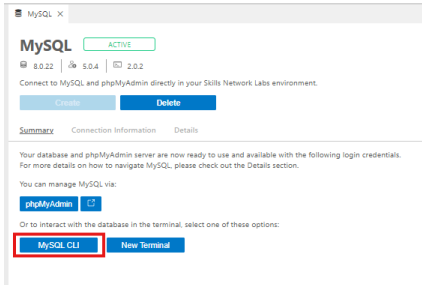 MySQL ×
MySQL ACTIVE
8.0.22 5.0.4 2.0.2
Connect to MySQL and phpMyAdmin directly in your Skills Network Labs environment.
Create Delete
Summary Connection Information Details
Your database and phpMyAdmin server are now ready to use and available with the following login credentials.
For more details on how to navigate MySQL, please check out the Details section.
You can manage MySQL via:
phpMyAdmin
Or to interact with the database in the terminal, select one of these options:
MySQL CLI New Terminal